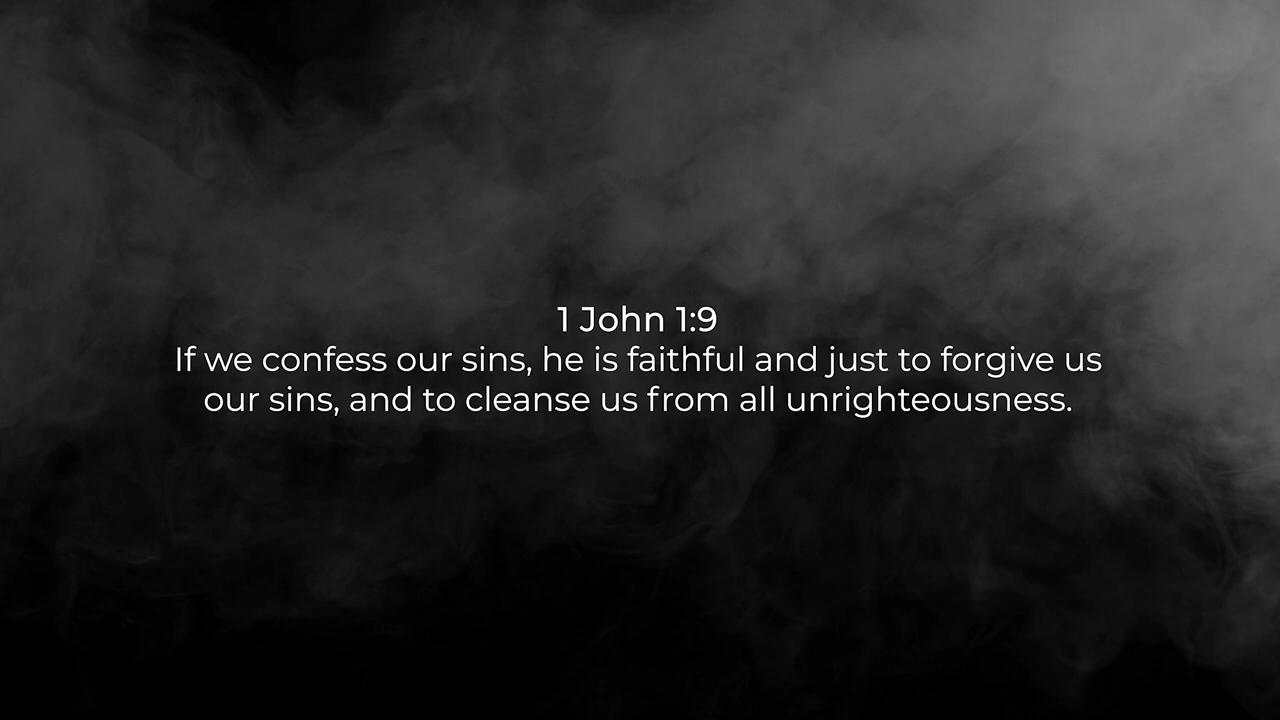 1 John 1:9
If we confess our sins, he is faithful and just to forgive us
our sins, and to cleanse us from all unrighteousness.